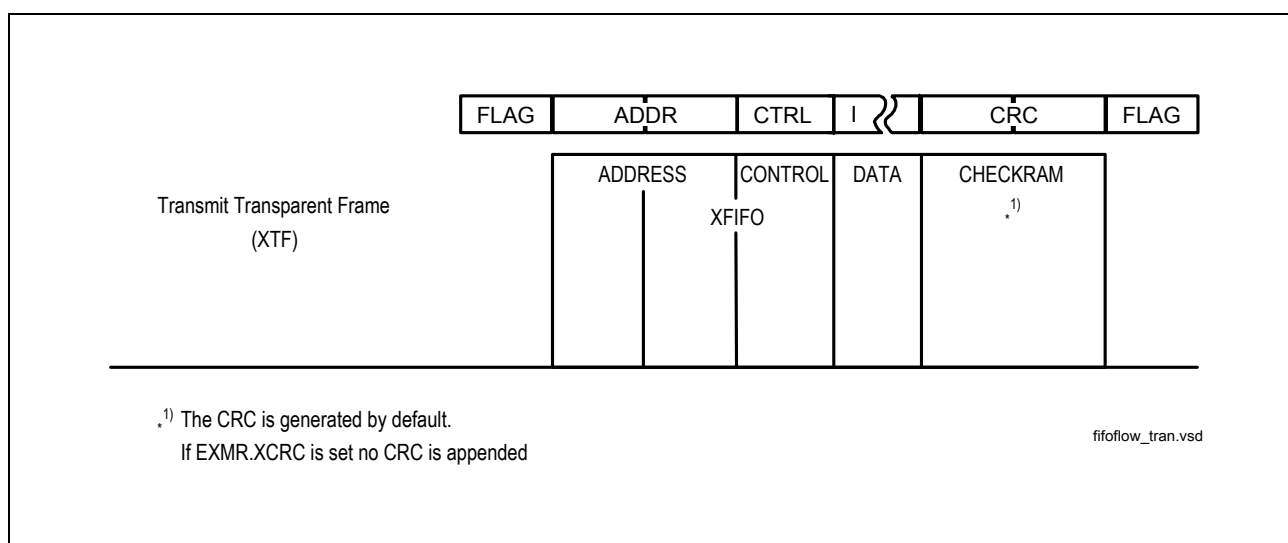 FLAG ADDR CTRL I CRC FLAG
ADDRESS CONTROL DATA CHECKRAM
Transmit Transparent Frame XFIFO *1)
(XTF)
*1) The CRC is generated by default.
If EXMR.XCRC is set no CRC is appended
fifoflow_tran.vsd